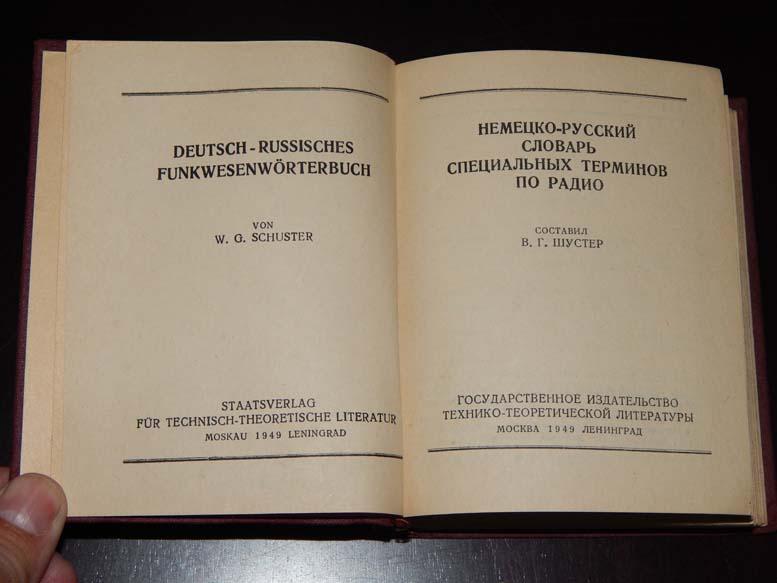 DEUTSCH-RUSSISCHES
FUNKWESENWÖRTERBUCH
VON
W. G. SCHUSTER
STAATSVERLAG
FÜR TECHNISCH-THEORETISCHE LITERATUR
MOSKAU 1949 LENINGRAD
НЕМЕЦКО-РУССКИЙ
СЛОВАРЬ
СПЕЦИАЛЬНЫХ ТЕРМИНОВ
ПО РАДИО
СОСТАВИЛ
В. Г. ШУСТЕР
ГОСУДАРСТВЕННОЕ ИЗДАТЕЛЬСТВО
ТЕХНИКО-ТЕОРЕТИЧЕСКОЙ ЛИТЕРАТУРЫ
МОСКВА 1949 ЛЕНИНГРАД